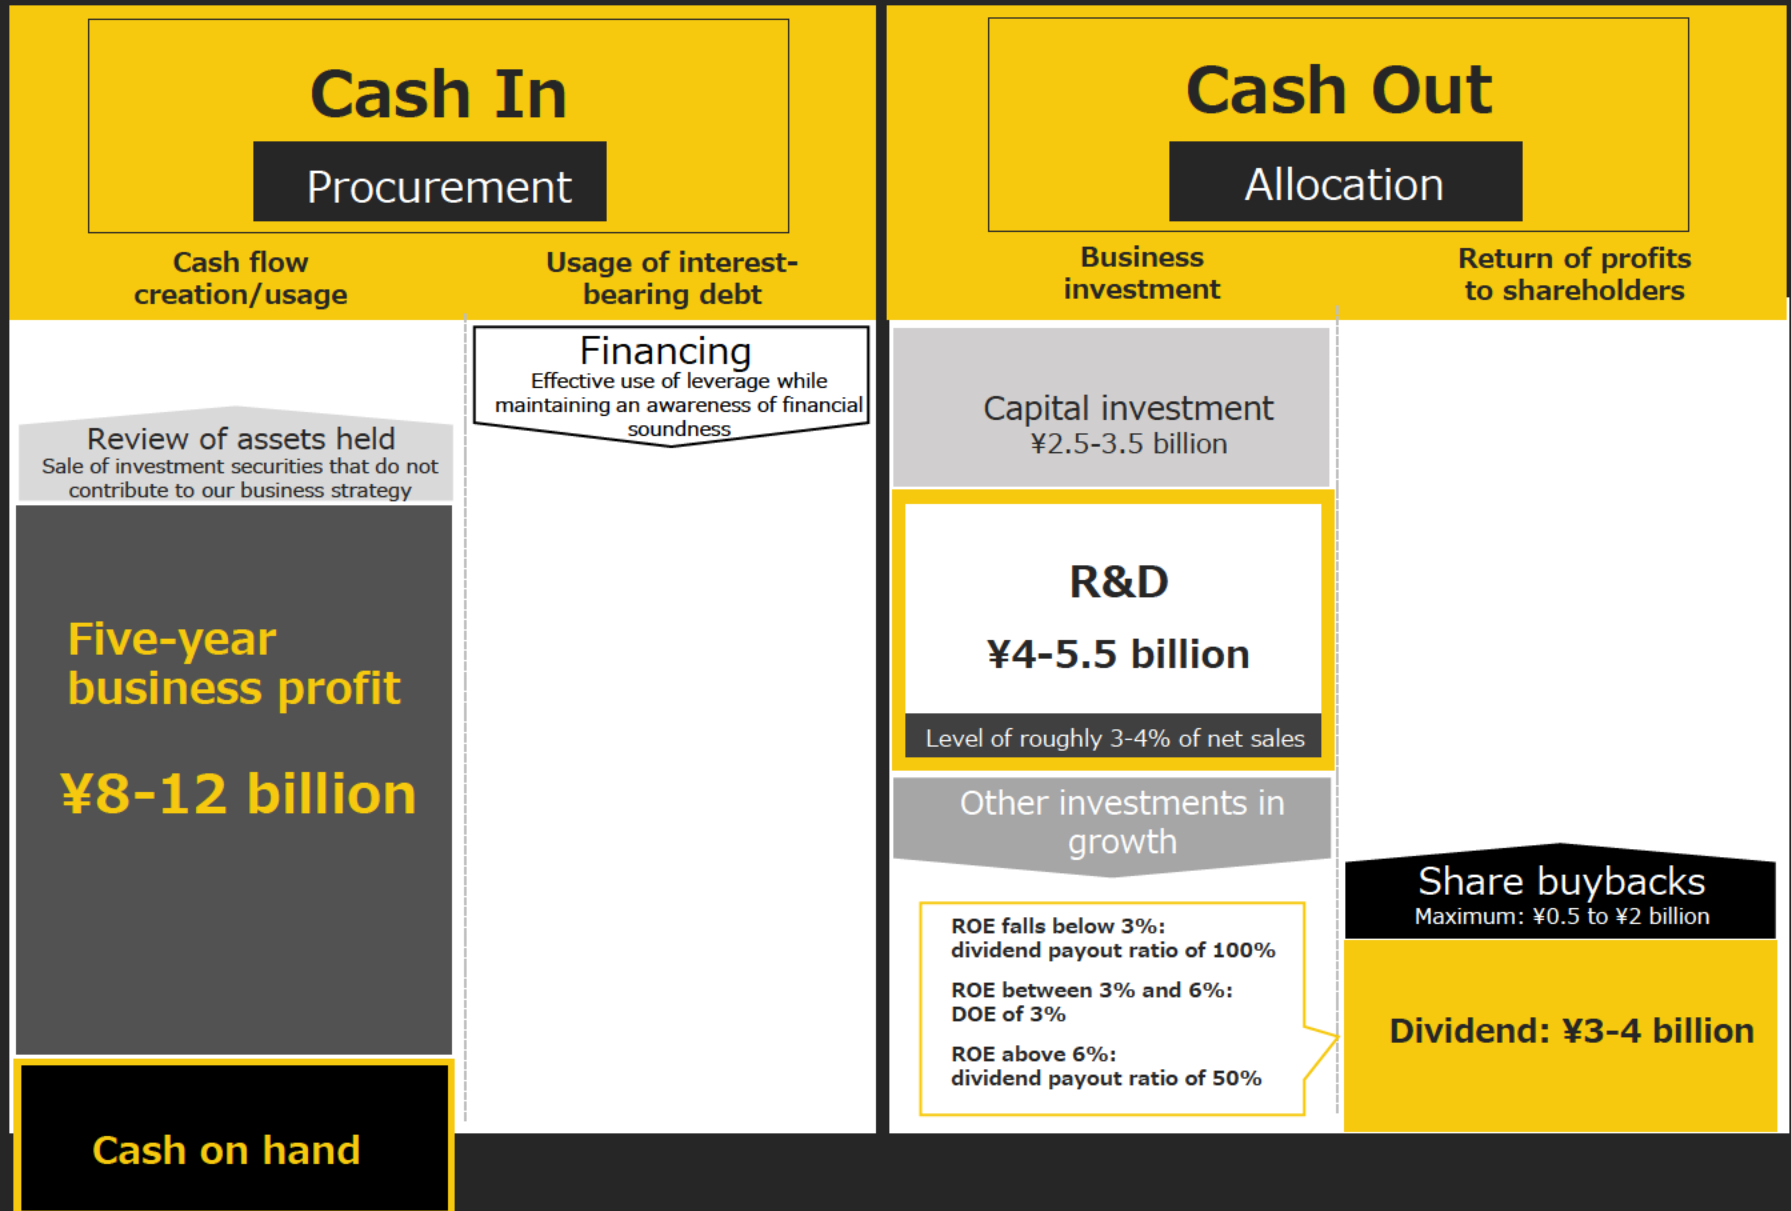 Cash In
Procurement
Cash flow
creation/usage
Usage of interest-
bearing debt
Financing
Effective use of leverage while
maintaining an awareness of financial
soundness
Review of assets held
Sale of investment securities that do not
contribute to our business strategy
Five-year
business profit
¥8-12 billion
Cash on hand
Cash Out
Allocation
Business
investment
Return of profits
to shareholders
Capital investment
¥2.5-3.5 billion
R&D
¥4-5.5 billion
Level of roughly 3-4% of net sales
Other investments in
growth
ROE falls below 3%:
dividend payout ratio of 100%
ROE between 3% and 6%:
DOE of 3%
ROE above 6%:
dividend payout ratio of 50%
Share buybacks
Maximum: ¥0.5 to ¥2 billion
Dividend: ¥3-4 billion